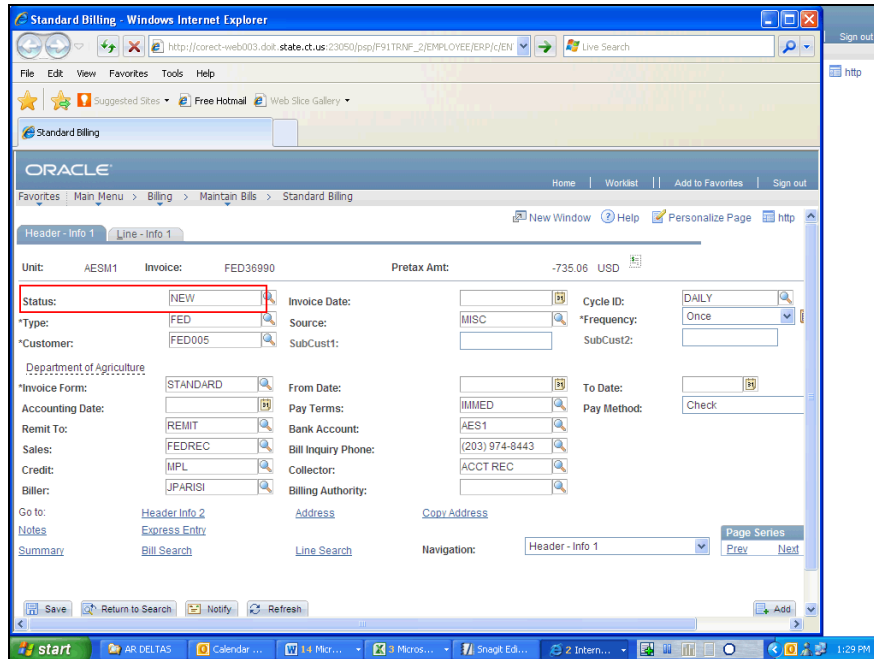 Standard Billing - Windows Internet Explorer
http://corect-web003.doit.state.ct.us:23050/psp/F91TRNF_2/EMPLOYEE/ERP/c/EN
Live Search
Sign out
File Edit View Favorites Tools Help
http
Suggested Sites Free Hotmail Web Slice Gallery
Standard Billing
ORACLE
Home | Worklist || Add to Favorites | Sign out
Favorites Main Menu > Billing > Maintain Bills > Standard Billing
New Window Help Personalize Page http
Header - Info 1 Line - Info 1
Unit: AESM1 Invoice: FED36990 Pretax Amt: -735.06 USD
Status: NEW Invoice Date: Cycle ID: DAILY
*Type: FED Source: MISC *Frequency: Once
*Customer: FED005 SubCust1: SubCust2:
Department of Agriculture
*Invoice Form: STANDARD From Date: To Date:
Accounting Date: Pay Terms: IMMED Pay Method: Check
Remit To: REMIT Bank Account: AES1
Sales: FEDREC Bill Inquiry Phone: (203) 974-8443
Credit: MPL Collector: ACCT REC
Biller: JPARISI Billing Authority:
Go to: Header Info 2 Address Copy Address
Notes Express Entry Page Series
Summary Bill Search Line Search Navigation: Header - Info 1 Prev Next
Save Return to Search Notify Refresh Add
start AR DELTAS Calendar ... 14 Micr... 3 Micros... Snagit Edi... 2 Intern... 1:29 PM